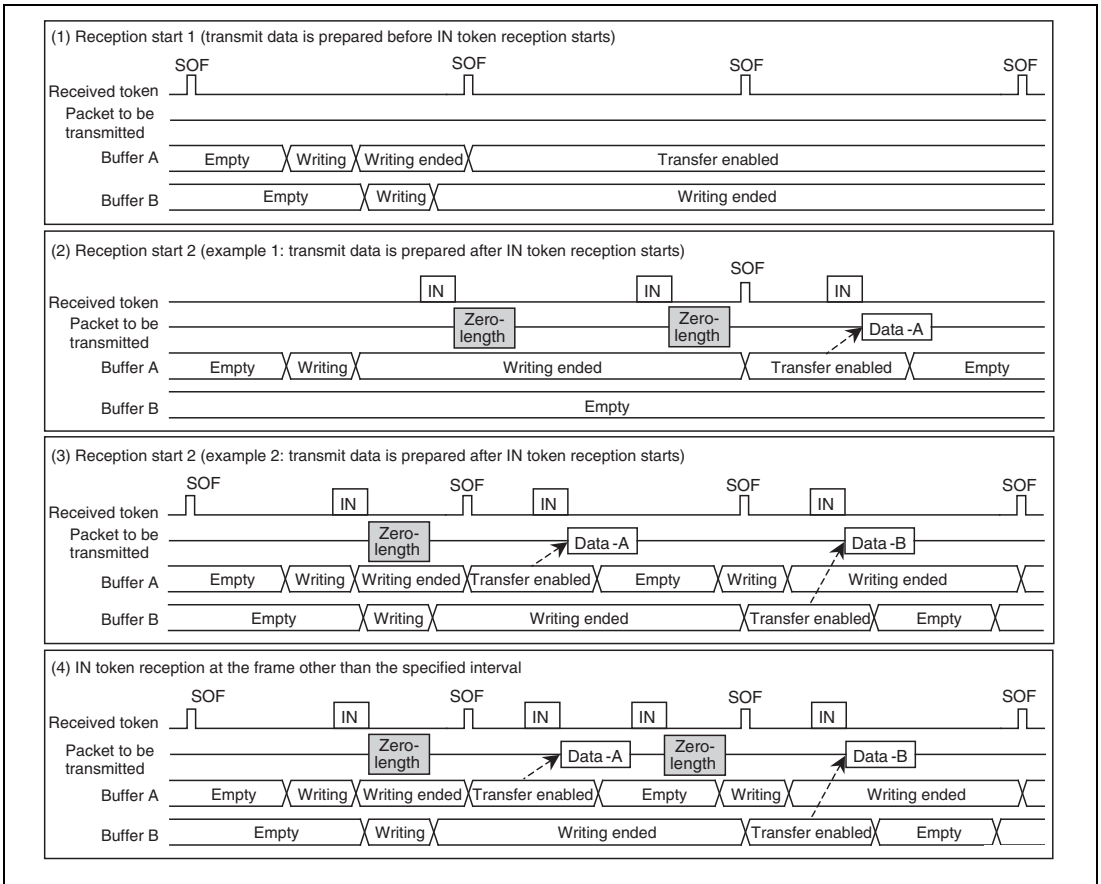 (1) Reception start 1 (transmit data is prepared before IN token reception starts)
SOF SOF SOF SOF
Received token
Packet to be
transmitted
Buffer A Empty Writing Writing ended Transfer enabled
Buffer B Empty Writing Writing ended
(2) Reception start 2 (example 1: transmit data is prepared after IN token reception starts)
SOF
IN IN IN
Received token
Packet to be
transmitted
Zero-
length
Zero-
length
Data -A
Buffer A Empty Writing Writing ended Transfer enabled Empty
Buffer B Empty
(3) Reception start 2 (example 2: transmit data is prepared after IN token reception starts)
SOF SOF SOF SOF
IN IN IN
Received token
Packet to be
transmitted
Zero-
length
Data -A Data -B
Buffer A Empty Writing Writing ended Transfer enabled Empty Writing Writing ended
Buffer B Empty Writing Writing ended Transfer enabled Empty
(4) IN token reception at the frame other than the specified interval
SOF SOF SOF SOF
IN IN IN IN
Received token
Packet to be
transmitted
Zero-
length
Data -A
Zero-
length
Data -B
Buffer A Empty Writing Writing ended Transfer enabled Empty Writing Writing ended
Buffer B Empty Writing Writing ended Transfer enabled Empty